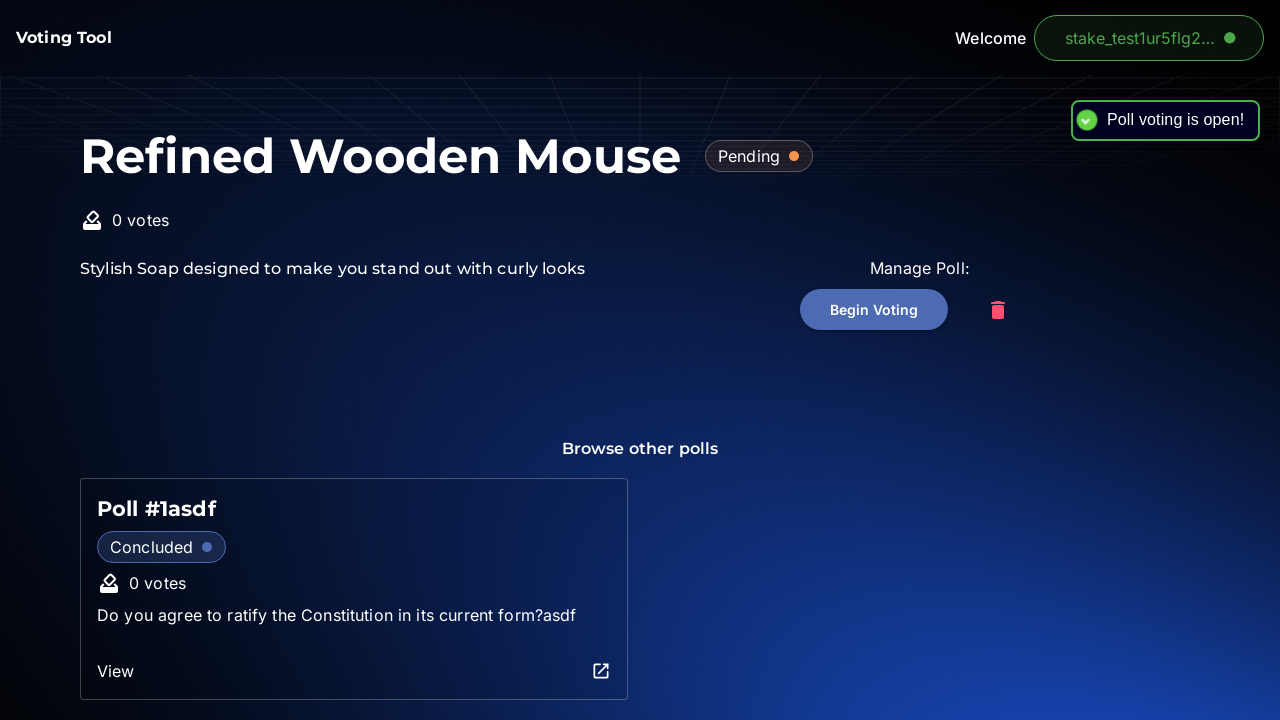 Voting Tool
Welcome
stake_test1ur5flg2...
Poll voting is open!
Refined Wooden Mouse
Pending
0 votes
Stylish Soap designed to make you stand out with curly looks
Manage Poll:
Begin Voting
Browse other polls
Poll #1asdf
Concluded
0 votes
Do you agree to ratify the Constitution in its current form?asdf
View